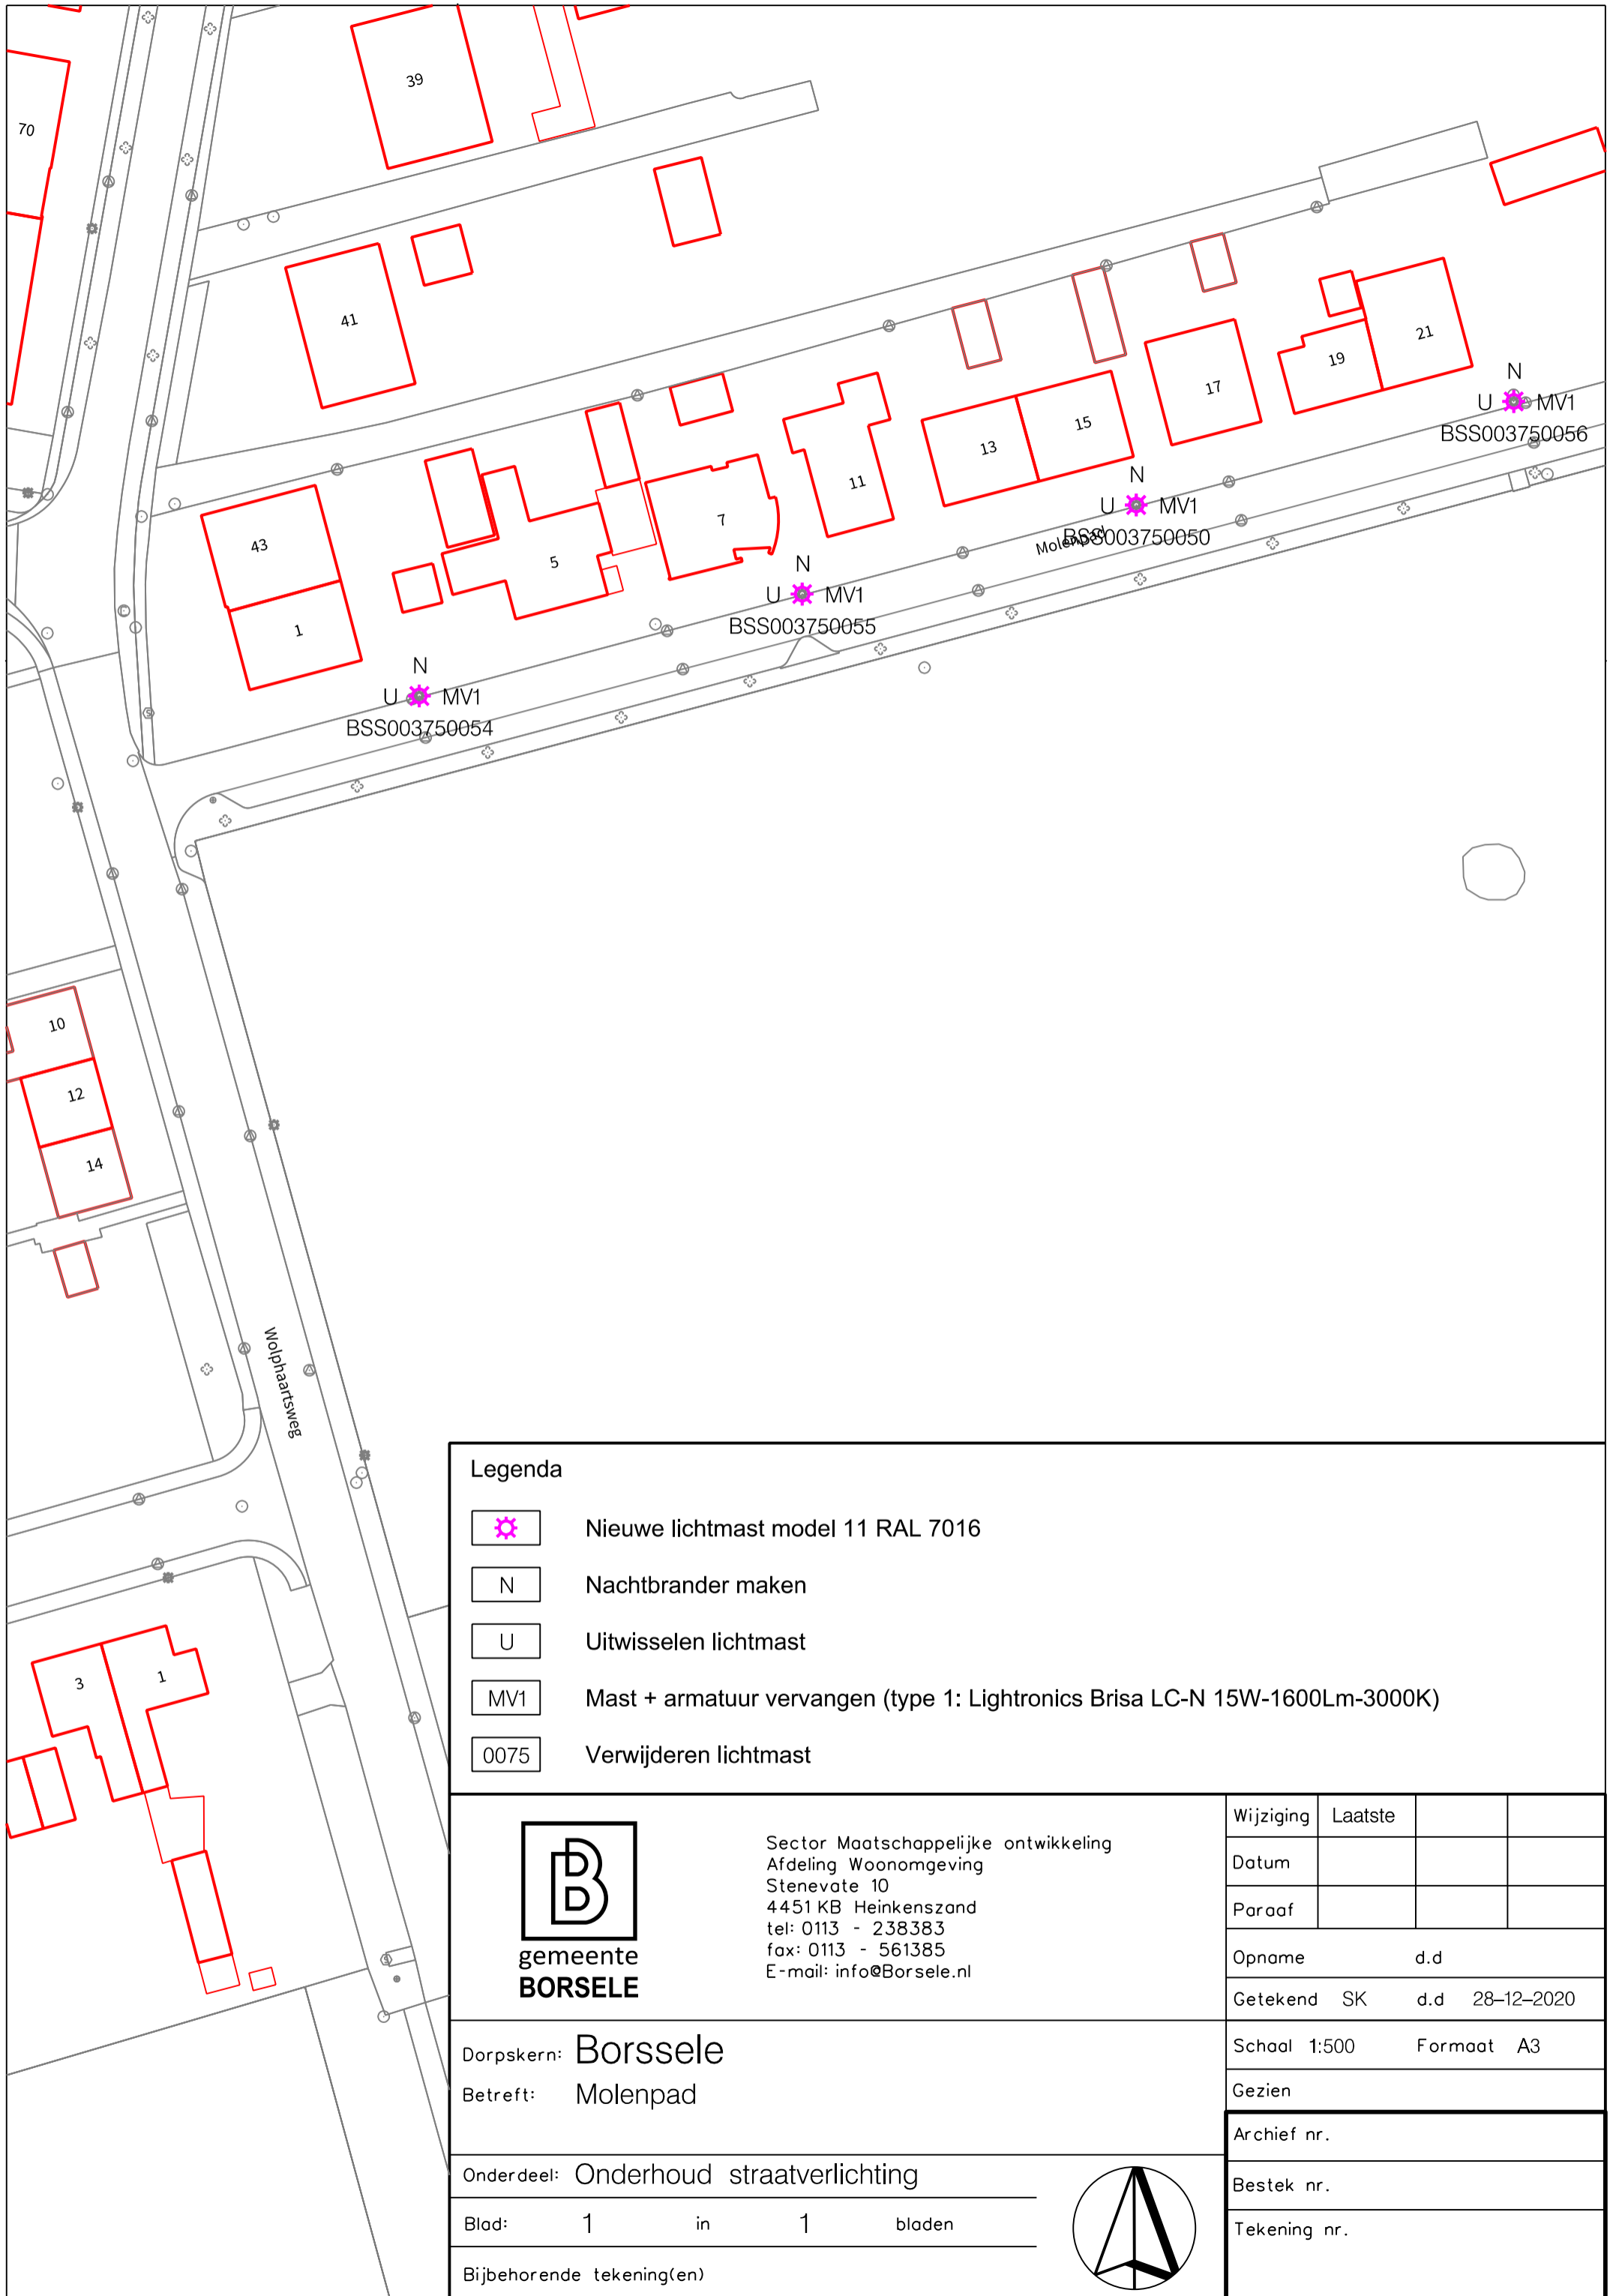 39
70
41
21
19
17
N
U MV1
BSS003750056
15
13
11
N
U MV1
BSS003750050
Molenpad
7
43
5
N
U MV1
BSS003750055
1
N
U MV1
BSS003750054
10
12
14
Wolphaartsweg
3
1
Legenda
Nieuwe lichtmast model 11 RAL 7016
N Nachtbrander maken
U Uitwisselen lichtmast
MV1 Mast + armatuur vervangen (type 1: Lightronics Brisa LC-N 15W-1600Lm-3000K)
0075 Verwijderen lichtmast
gemeente
BORSELE
Sector Maatschappelijke ontwikkeling
Afdeling Woonomgeving
Stenevate 10
4451 KB Heinkenszand
tel: 0113 - 238383
fax: 0113 - 561385
E-mail: info@Borsele.nl
Wijziging Laatste
Datum
Paraaf
Opname d.d
Getekend SK d.d 28-12-2020
Schaal 1:500 Formaat A3
Gezien
Archief nr.
Bestek nr.
Tekening nr.
Dorpskern: Borssele
Betreft: Molenpad
Onderdeel: Onderhoud straatverlichting
Blad: 1 in 1 bladen
Bijbehorende tekening(en)